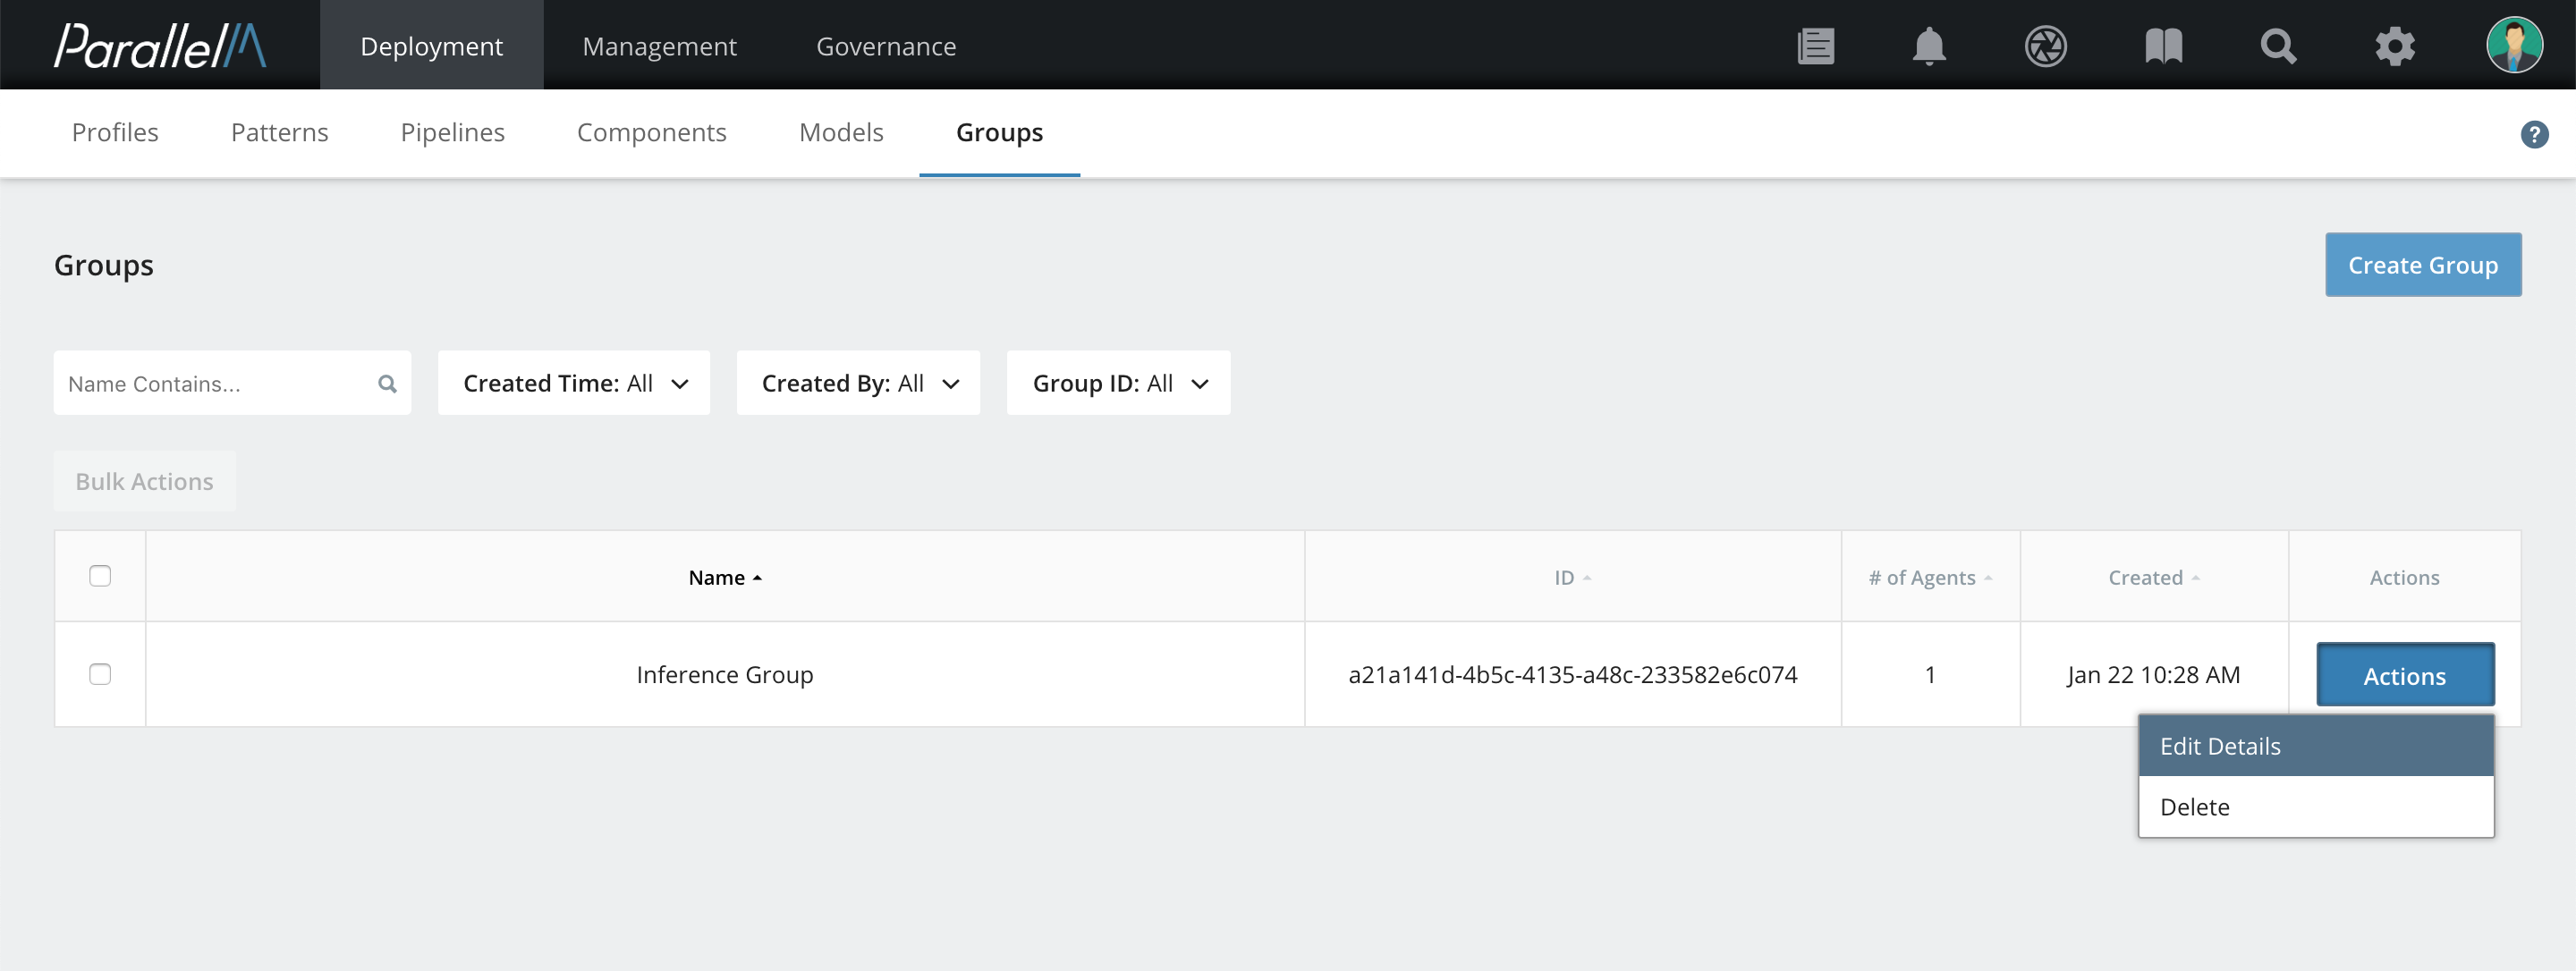 ParallelM Deployment Management Governance
Profiles Patterns Pipelines Components Models Groups ?
Groups Create Group
Name Contains... Created Time: All Created By: All Group ID: All
Bulk Actions
Name ID # of Agents Created Actions
Inference Group a21a141d-4b5c-4135-a48c-233582e6c074 1 Jan 22 10:28 AM Actions
Edit Details
Delete